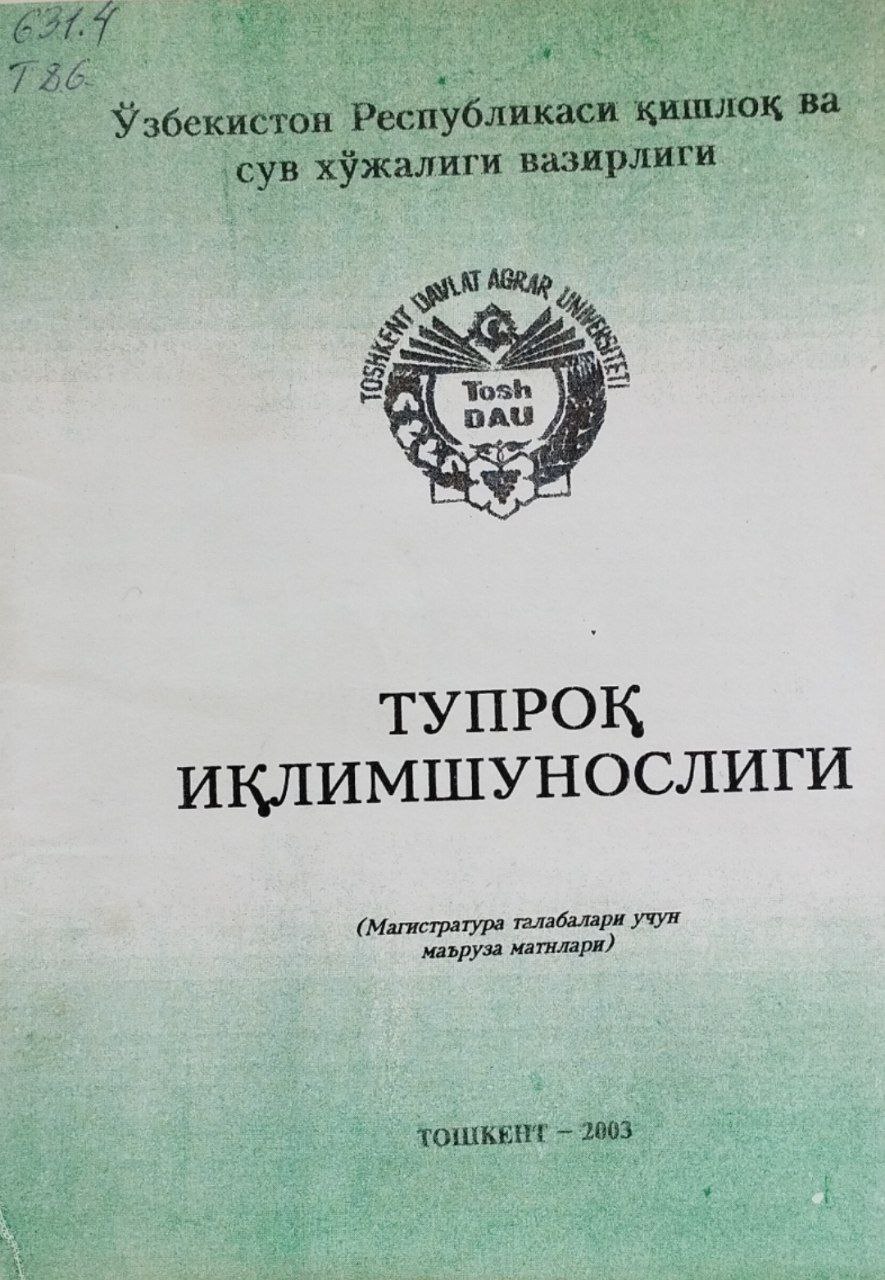 631.4
Т 86
Ўзбекистон Республикаси қишлоқ ва
сув хўжалиги вазирлиги
TOSHKENT DAVLAT AGRAR UNIVERSITETI
Tosh
DAU
ТУПРОҚ
ИҚЛИМШУНОСЛИГИ
(Магистратура талабалари учун
маъруза матнлари)
ТОШКЕНТ – 2003